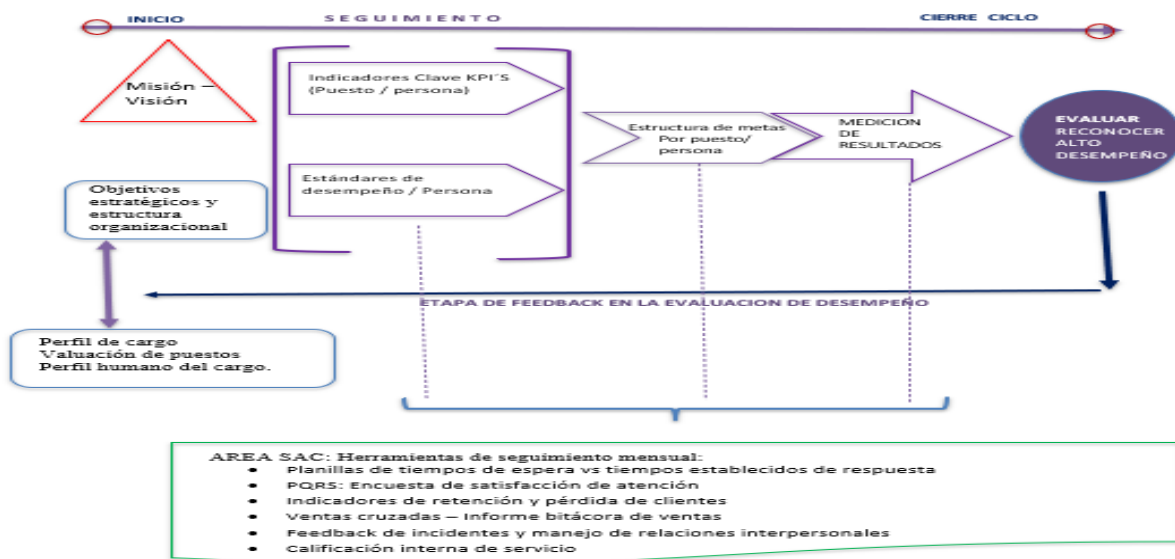 INICIO
SEGUIMIENTO
CIERRE CICLO
Misión –
Visión
Indicadores Clave KPI´S
(Puesto / persona)
Estructura de metas
Por puesto/
persona
MEDICION
DE
RESULTADOS
EVALUAR
RECONOCER
ALTO
DESEMPEÑO
Estándares de
desempeño / Persona
Objetivos
estratégicos y
estructura
organizacional
ETAPA DE FEEDBACK EN LA EVALUACION DE DESEMPEÑO
Perfil de cargo
Valuación de puestos
Perfil humano del cargo.
AREA SAC: Herramientas de seguimiento mensual:
• Planillas de tiempos de espera vs tiempos establecidos de respuesta
• PQRS: Encuesta de satisfacción de atención
• Indicadores de retención y pérdida de clientes
• Ventas cruzadas – Informe bitácora de ventas
• Feedback de incidentes y manejo de relaciones interpersonales
• Calificación interna de servicio